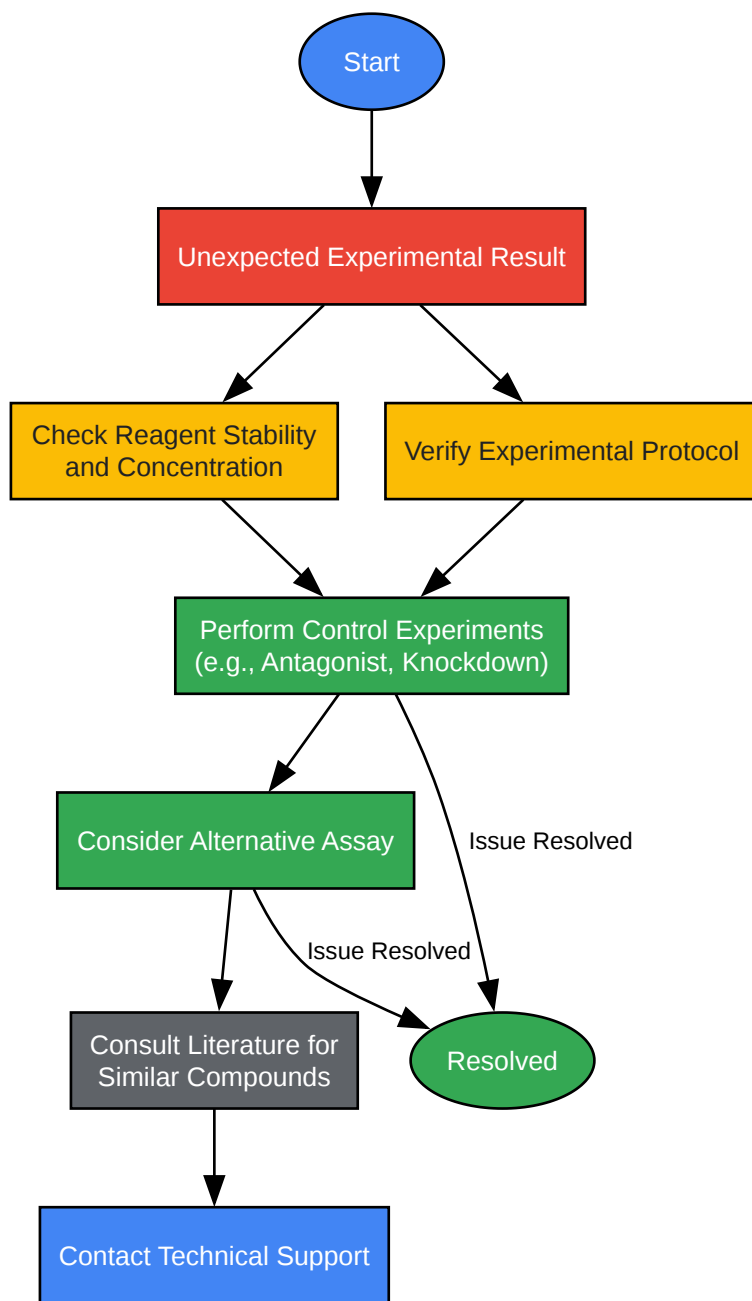 Start
Unexpected Experimental Result
Check Reagent Stability
and Concentration
Verify Experimental Protocol
Perform Control Experiments
(e.g., Antagonist, Knockdown)
Consider Alternative Assay
Issue Resolved
Issue Resolved
Consult Literature for
Similar Compounds
Resolved
Contact Technical Support